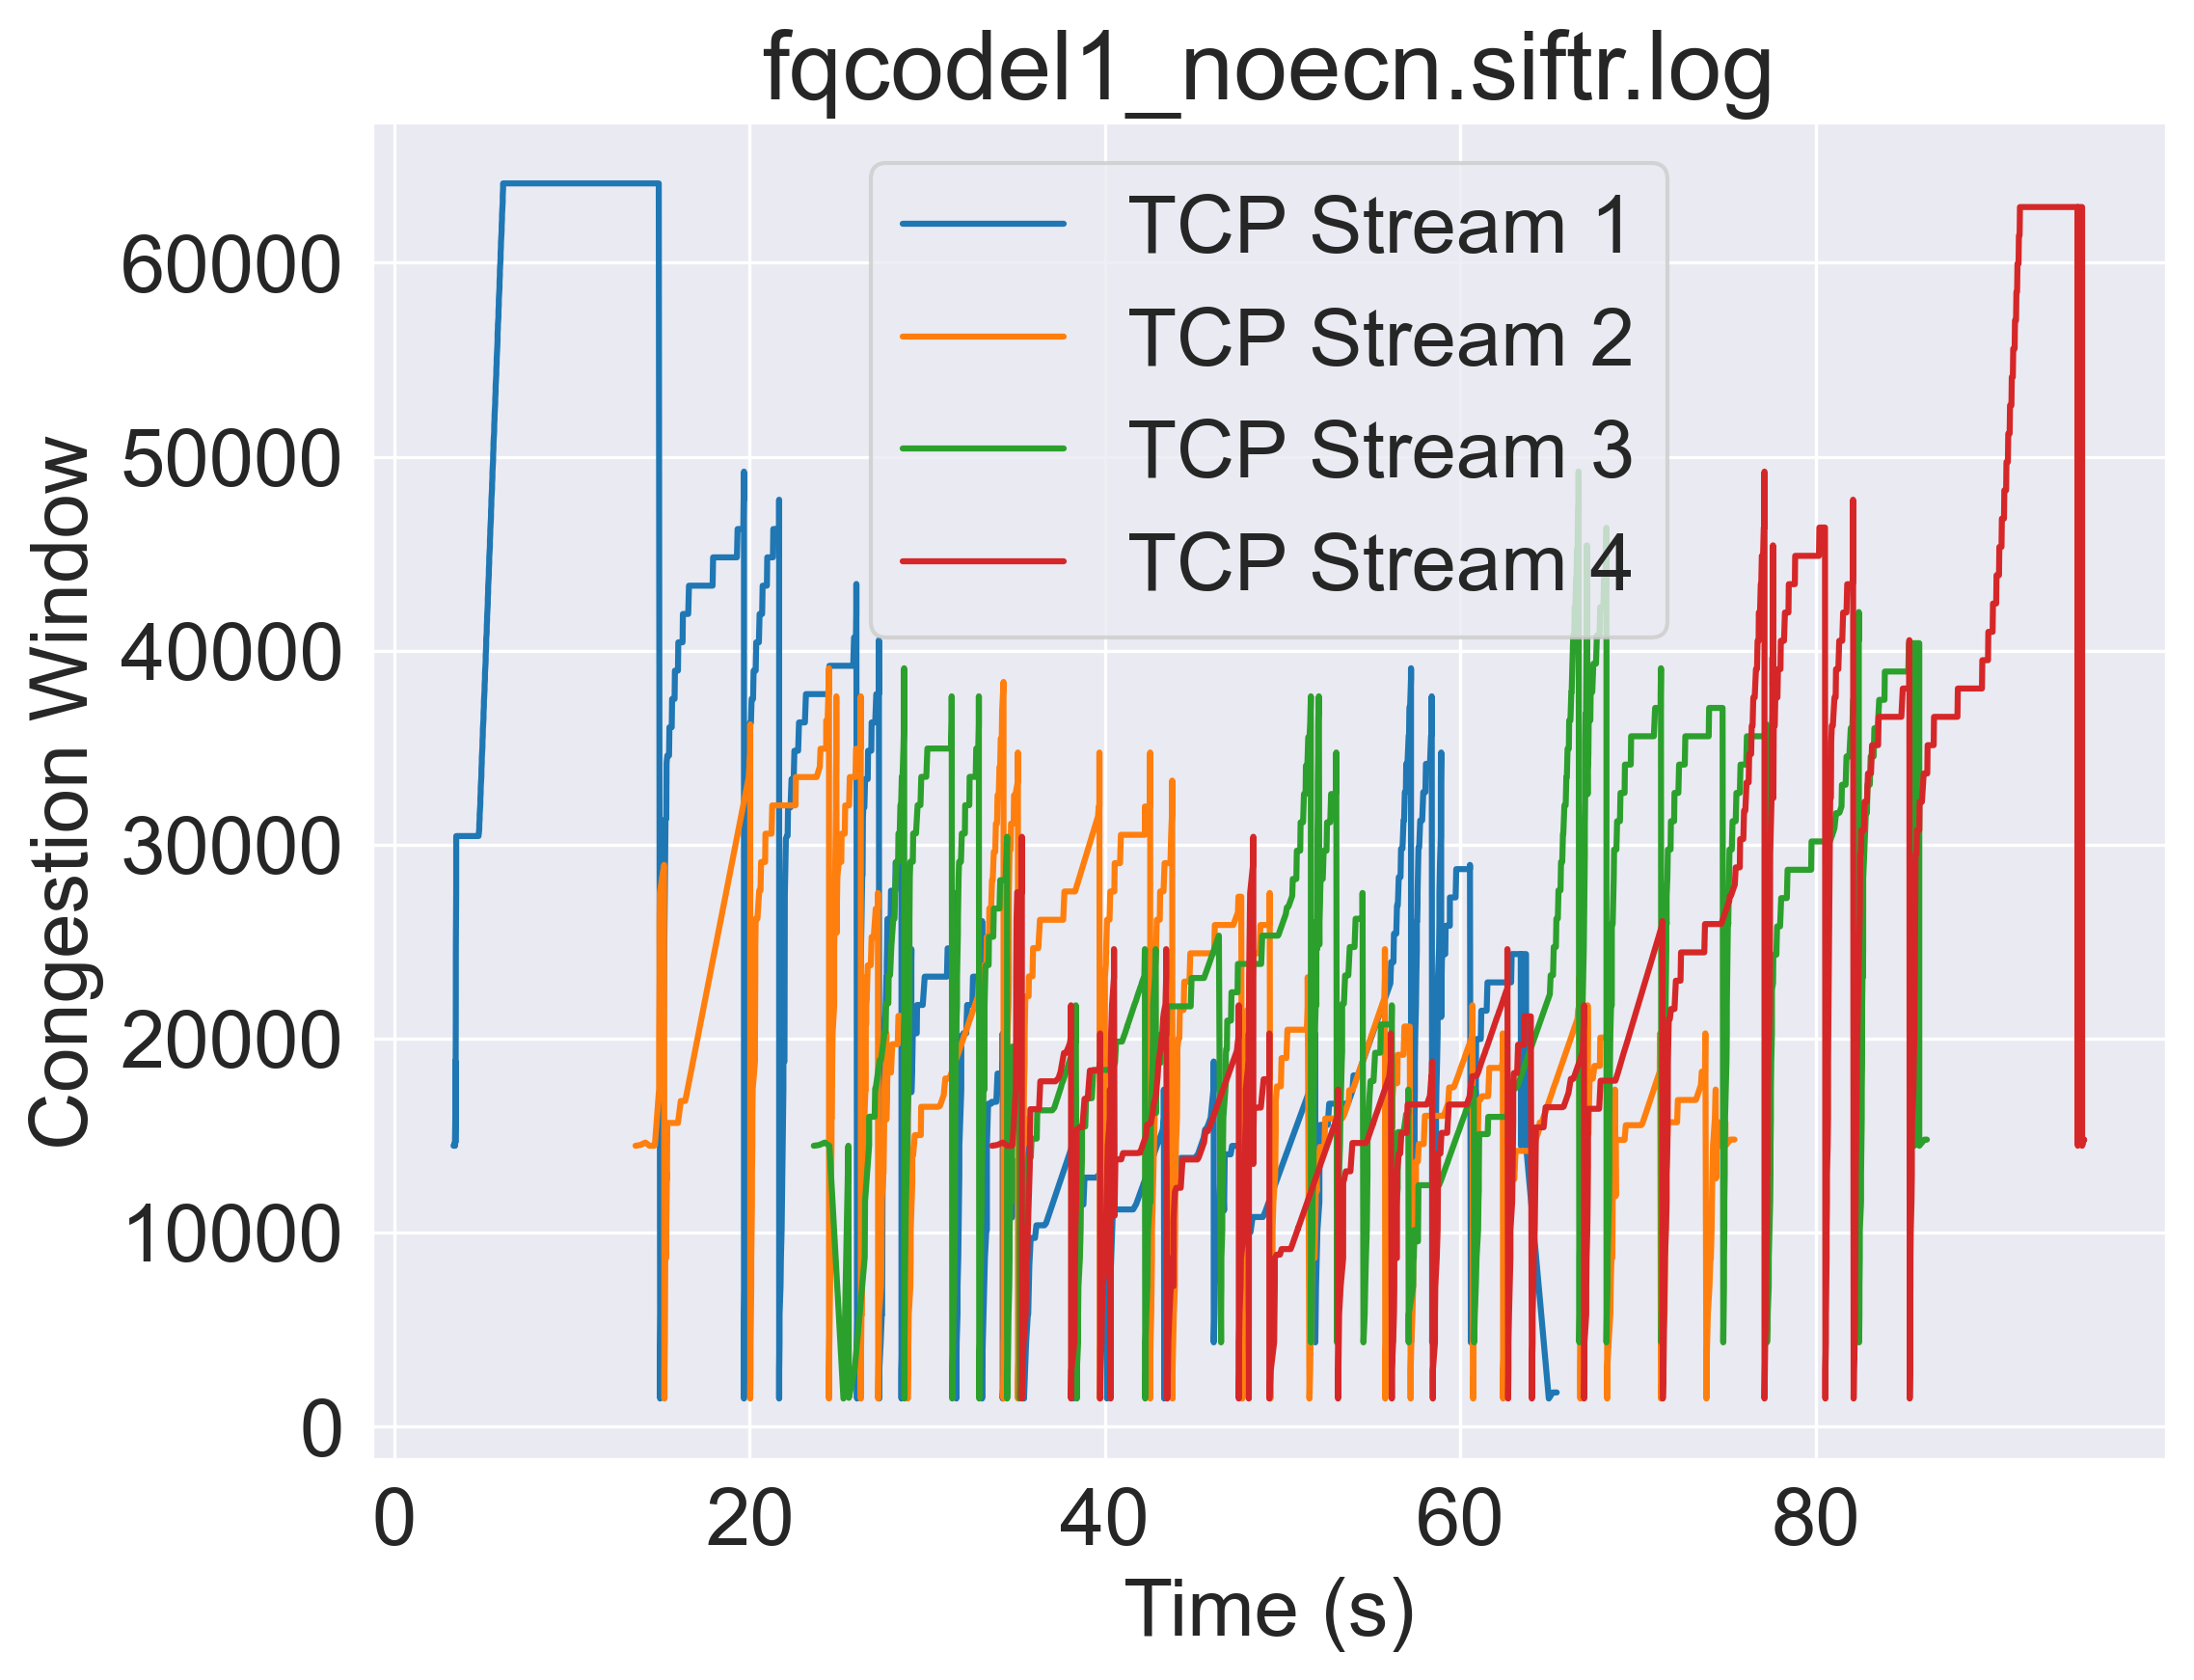 fqcodel1_noecn.siftr.log
TCP Stream 1
TCP Stream 2
TCP Stream 3
TCP Stream 4
Congestion Window
60000
50000
40000
30000
20000
10000
0
0 20 40 60 80
Time (s)